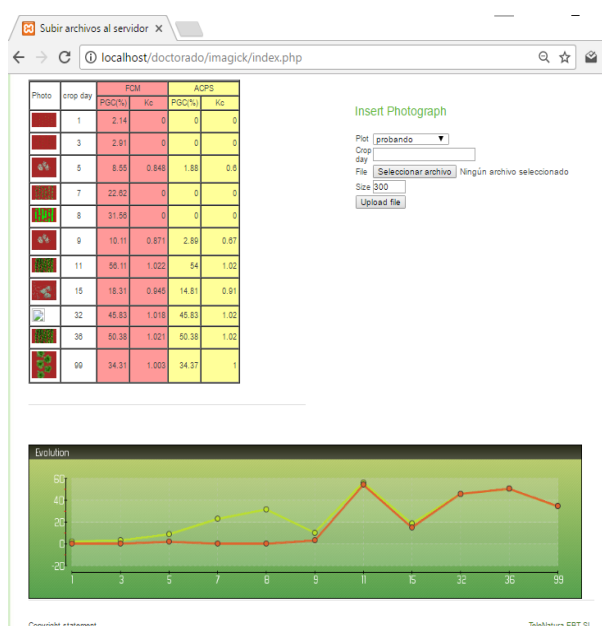 Subir archivos al servidor ×
localhost/doctorado/imagick/index.php
Photo crop day FCM ACPS
PGC(%) Kc PGC(%) Kc
1 2.14 0 0 0
3 2.91 0 0 0
5 8.55 0.848 1.88 0.6
7 22.62 0 0 0
8 31.56 0 0 0
9 10.11 0.871 2.89 0.67
11 56.11 1.022 54 1.02
15 18.31 0.945 14.81 0.91
32 45.83 1.018 45.83 1.02
36 50.38 1.021 50.38 1.02
99 34.31 1.003 34.37 1
Insert Photograph
Plot probando
Crop
day
File Seleccionar archivo Ningún archivo seleccionado
Size 300
Upload file
Evolution
60
40
20
0
-20
1 3 5 7 8 9 11 15 32 36 99
Copyright statement